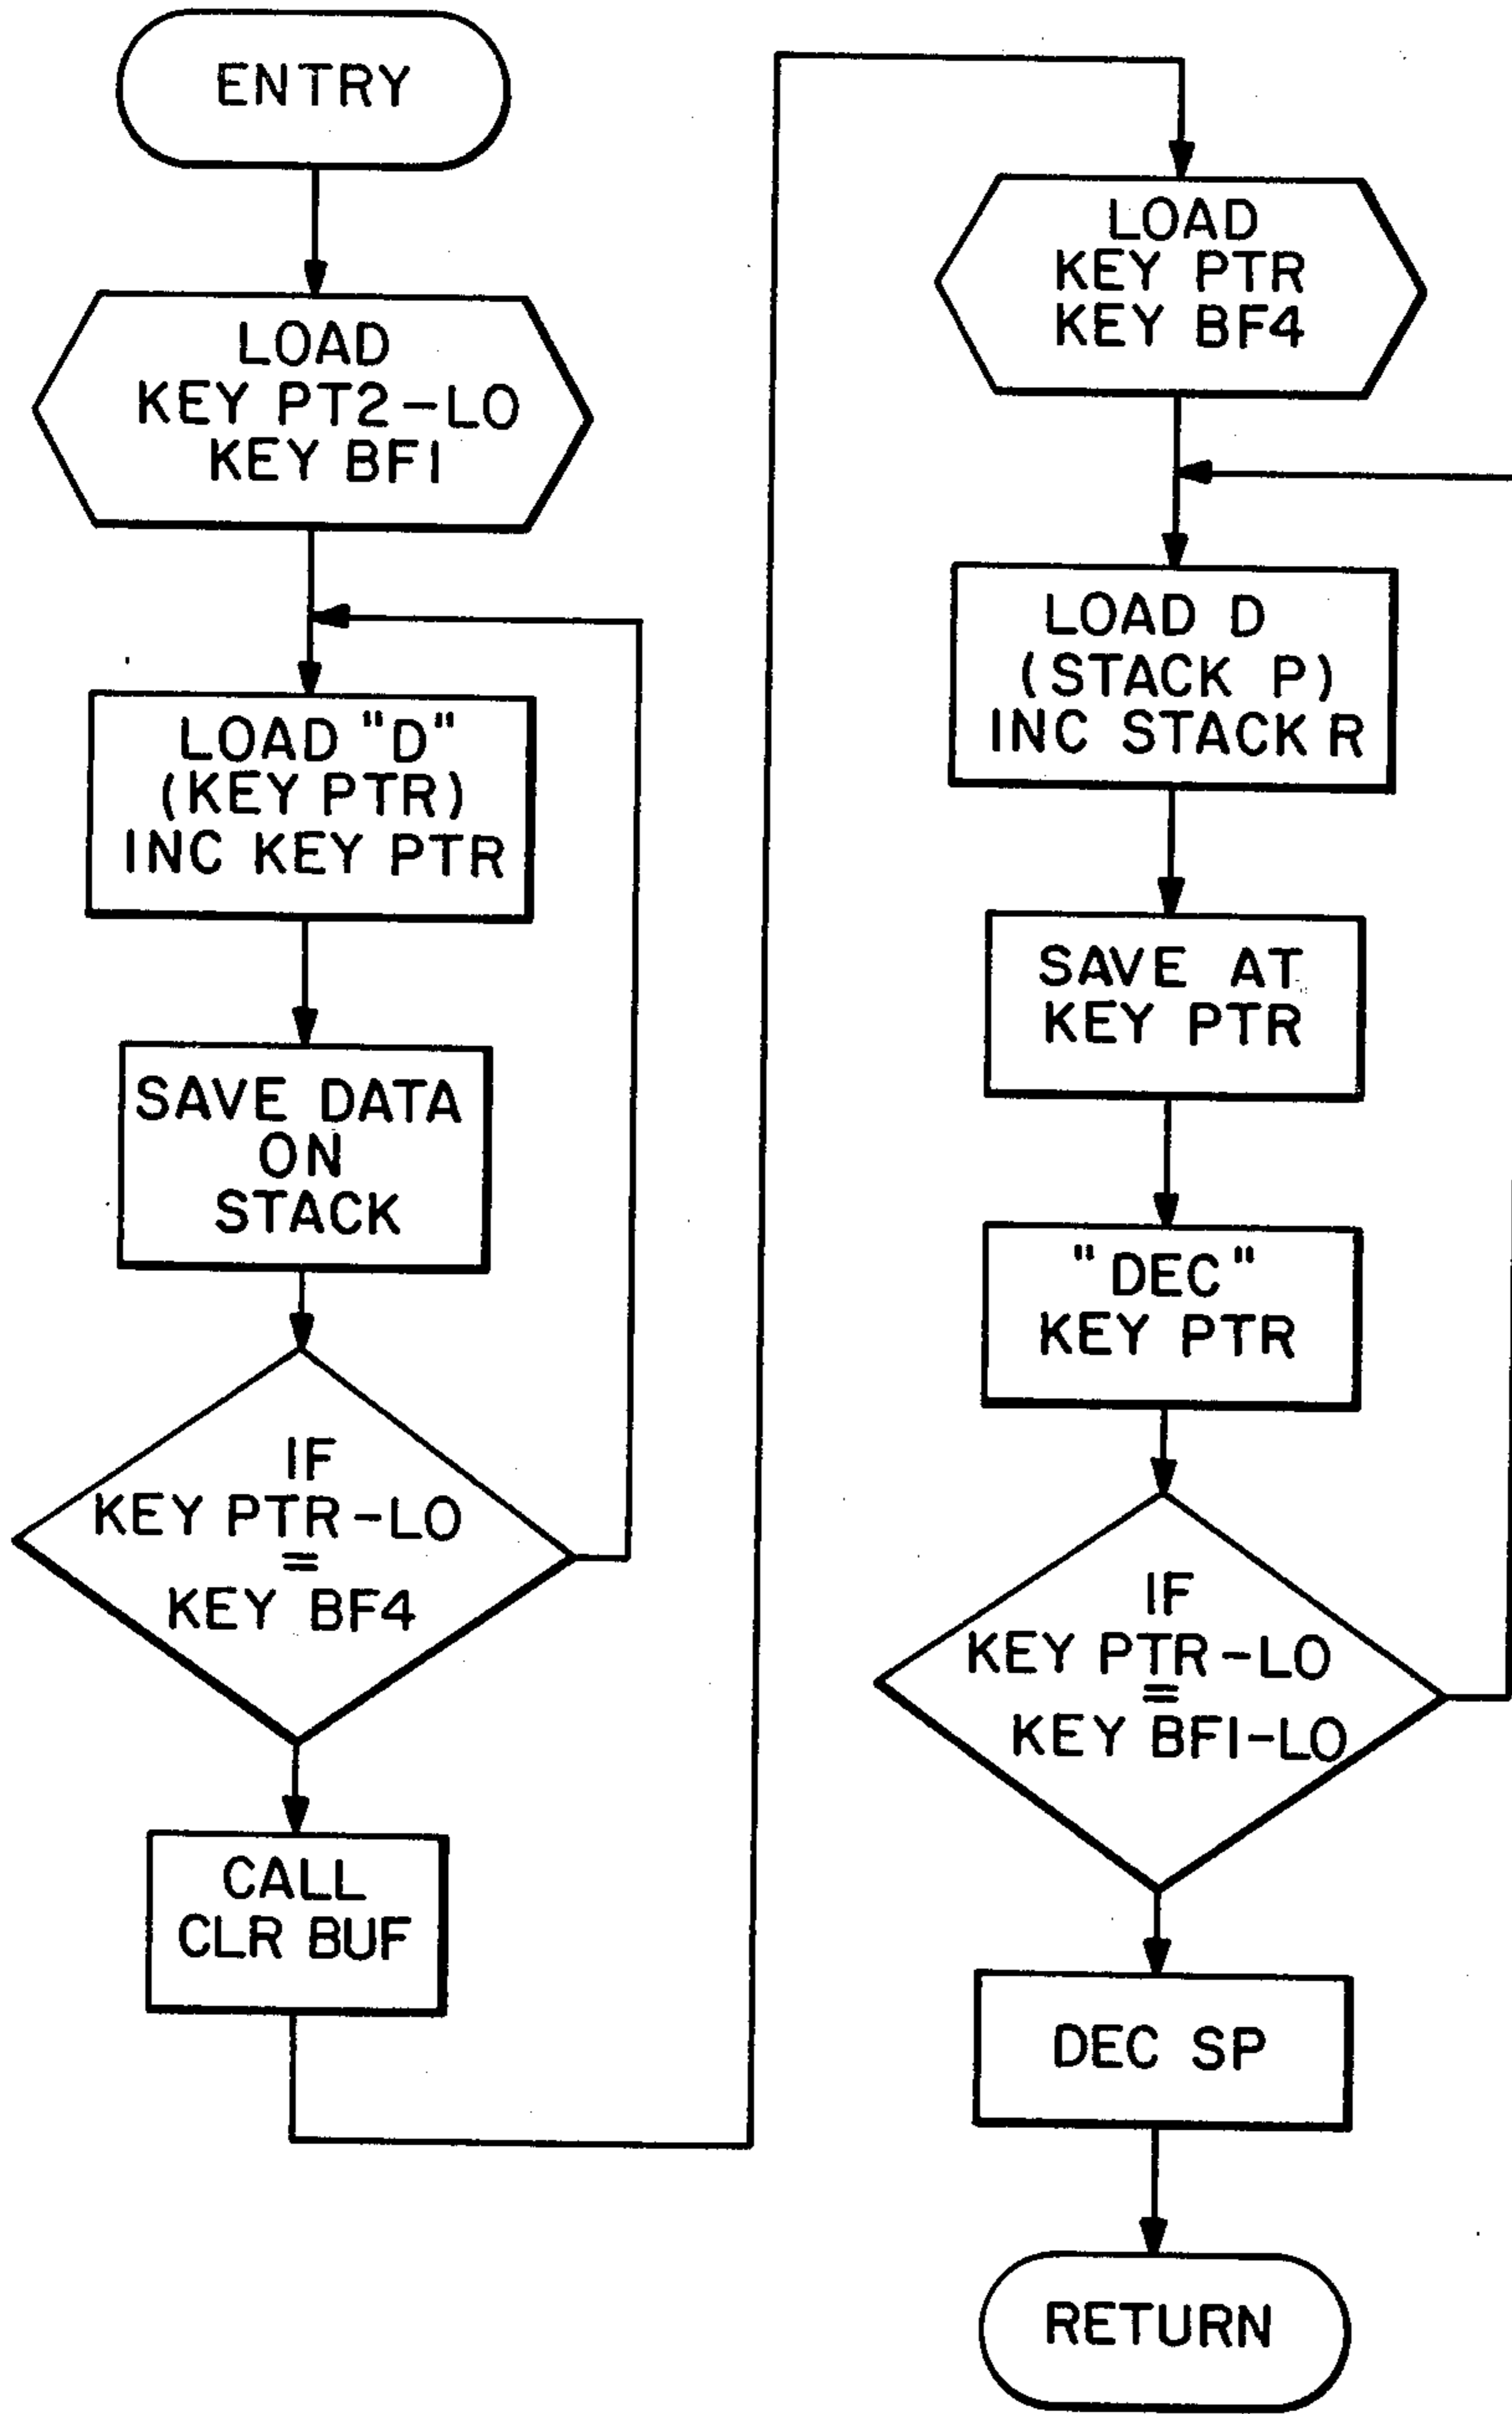 ENTRY
LOAD
KEY PT2-LO
KEY BF1
LOAD "D"
(KEY PTR)
INC KEY PTR
SAVE DATA
ON
STACK
IF
KEY PTR-LO
=
KEY BF4
CALL
CLR BUF
LOAD
KEY PTR
KEY BF4
LOAD D
(STACK P)
INC STACK R
SAVE AT
KEY PTR
"DEC"
KEY PTR
IF
KEY PTR-LO
=
KEY BF1-LO
DEC SP
RETURN